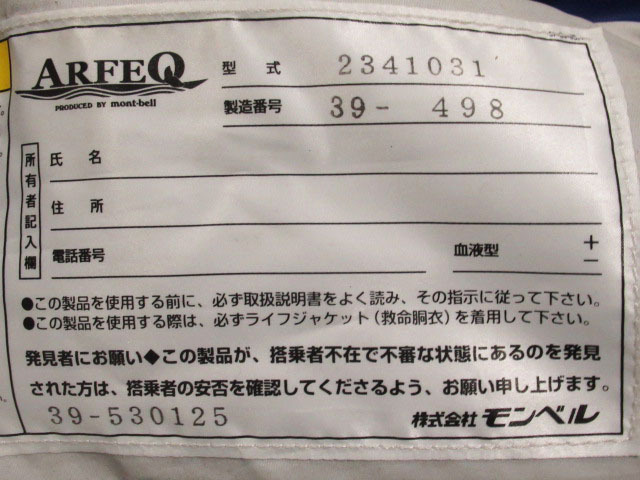 ARFEQ
PRODUCED BY mont-bell
型式 2341031
製造番号 39- 498
所有者記入欄
氏名
住所
電話番号
血液型 + −
●この製品を使用する前に、必ず取扱説明書をよく読み、その指示に従って下さい。
●この製品を使用する際は、必ずライフジャケット(救命胴衣)を着用して下さい。
発見者にお願い◆この製品が、搭乗者不在で不審な状態にあるのを発見
された方は、搭乗者の安否を確認してくださるよう、お願い申し上げます。
39-530125
株式会社 モンベル